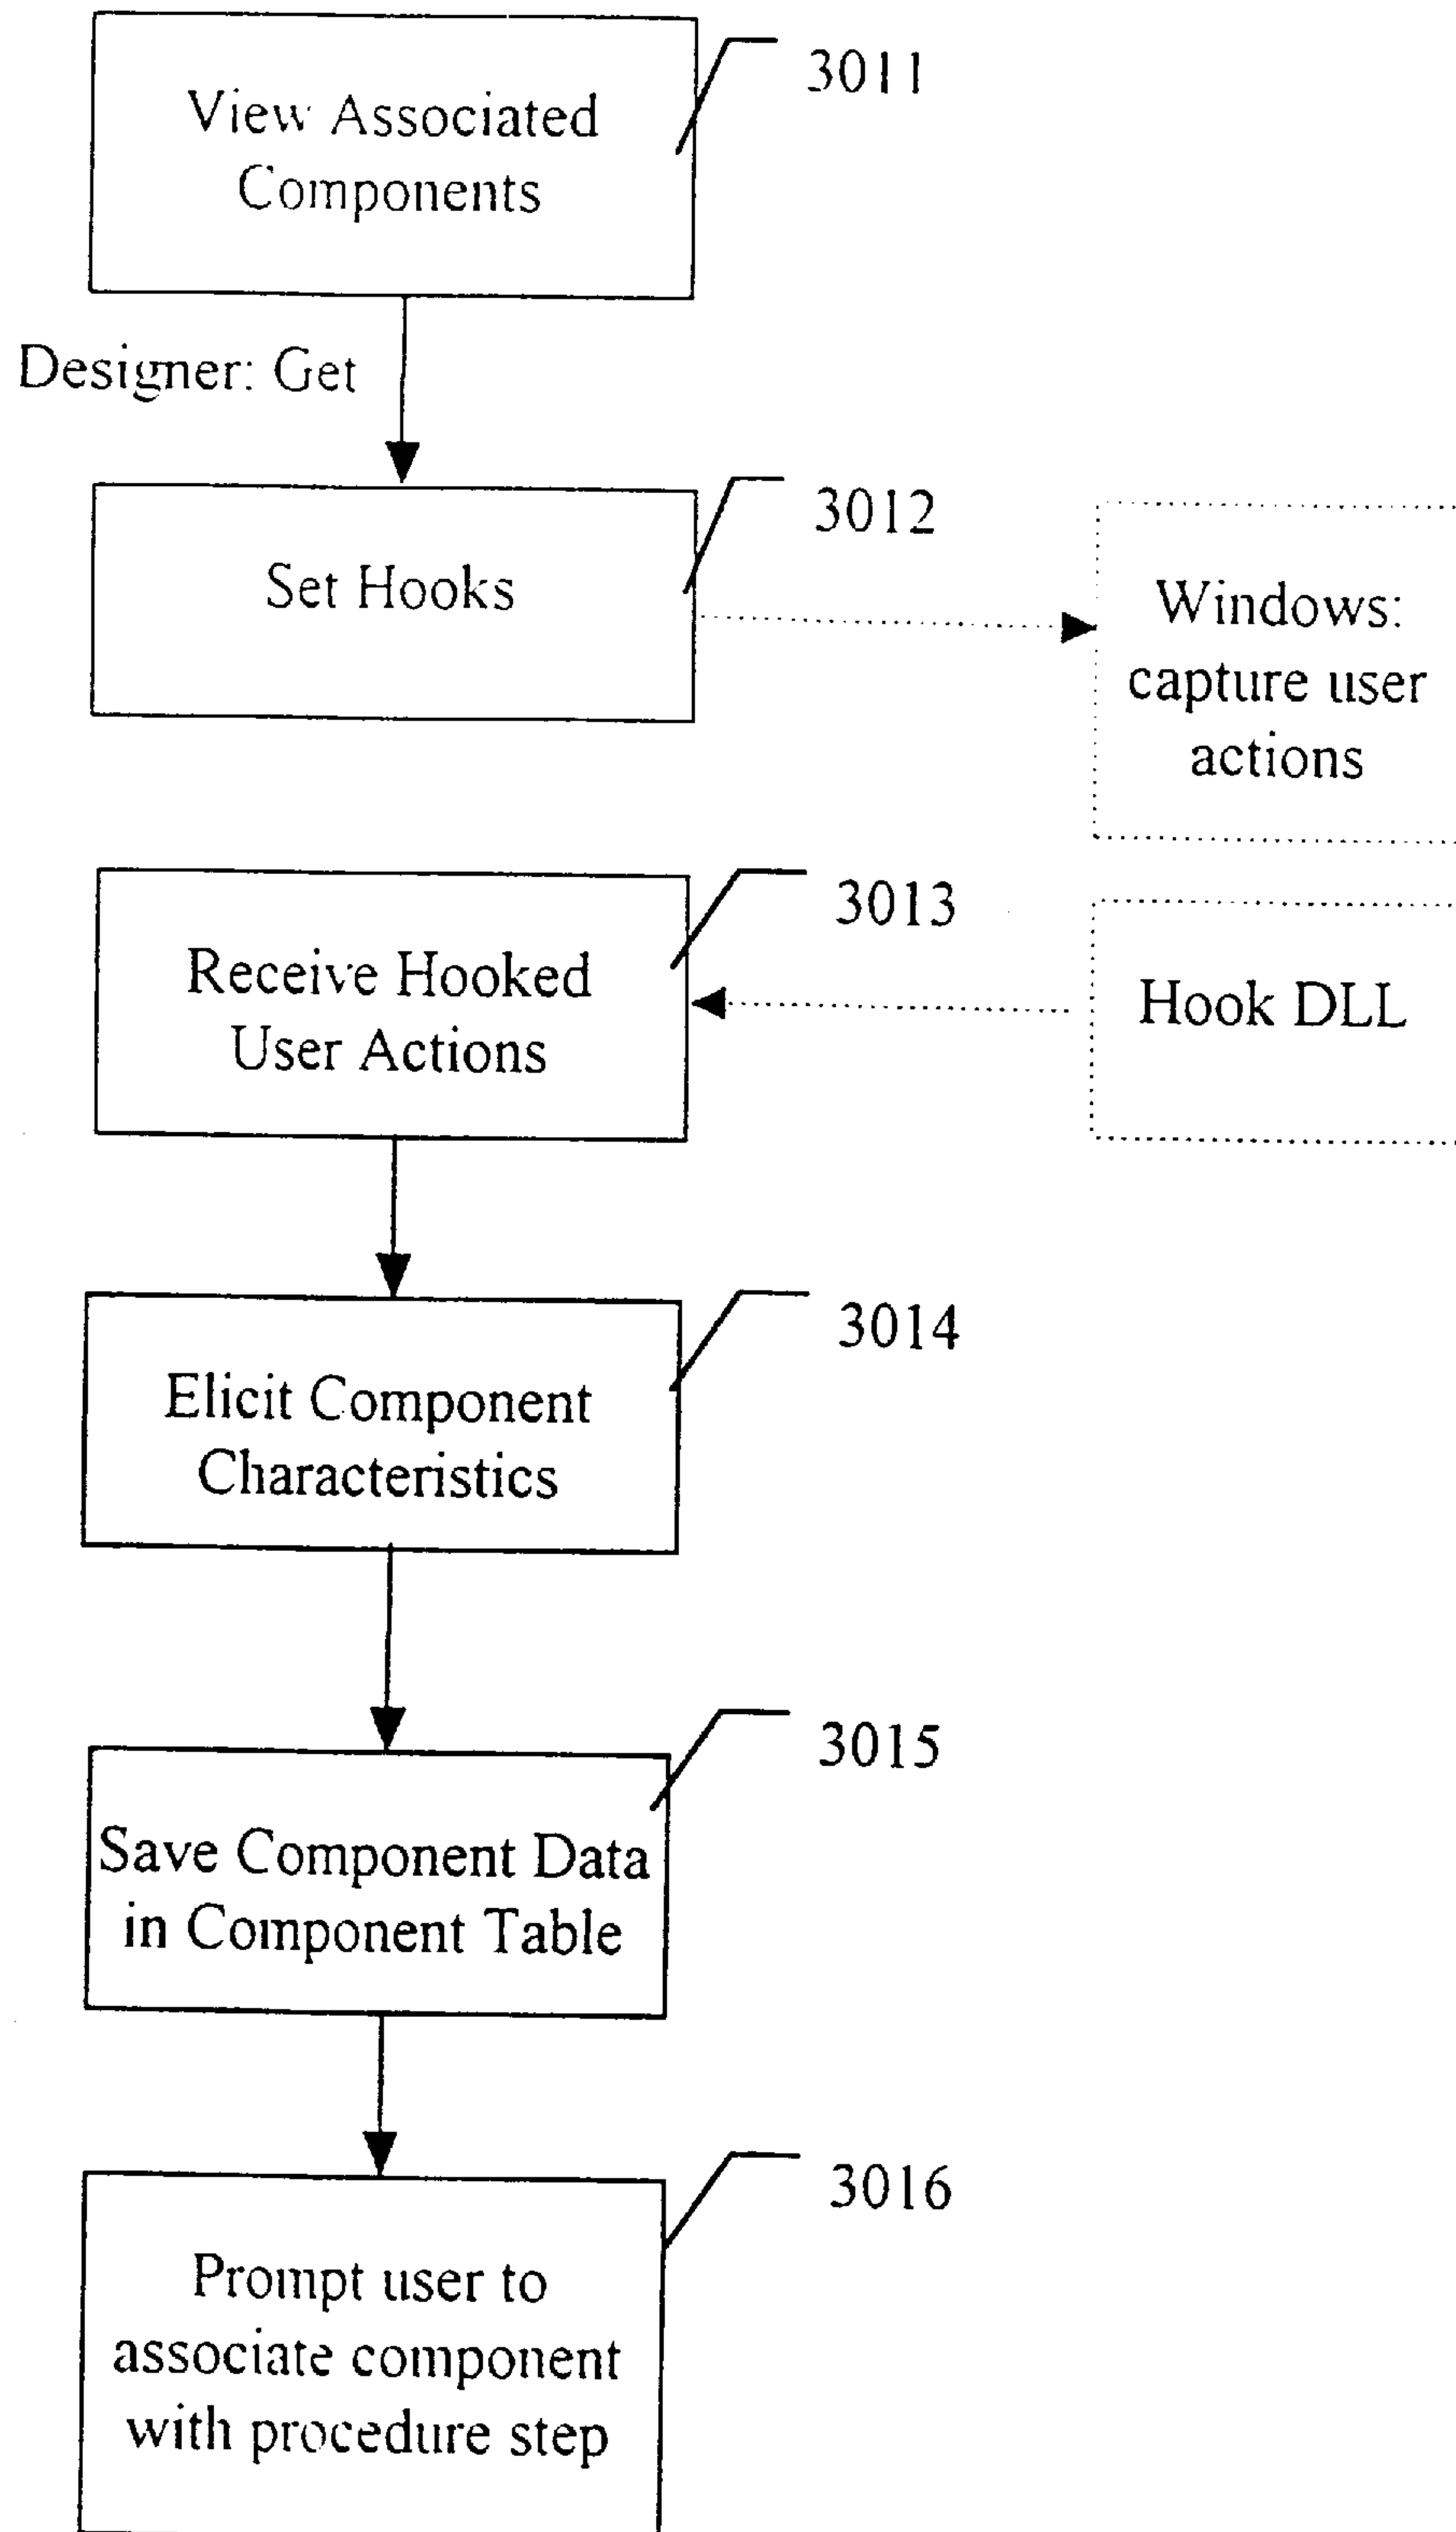 View Associated
Components
3011
Designer: Get
Set Hooks
3012
Windows:
capture user
actions
Receive Hooked
User Actions
3013
Hook DLL
Elicit Component
Characteristics
3014
Save Component Data
in Component Table
3015
Prompt user to
associate component
with procedure step
3016